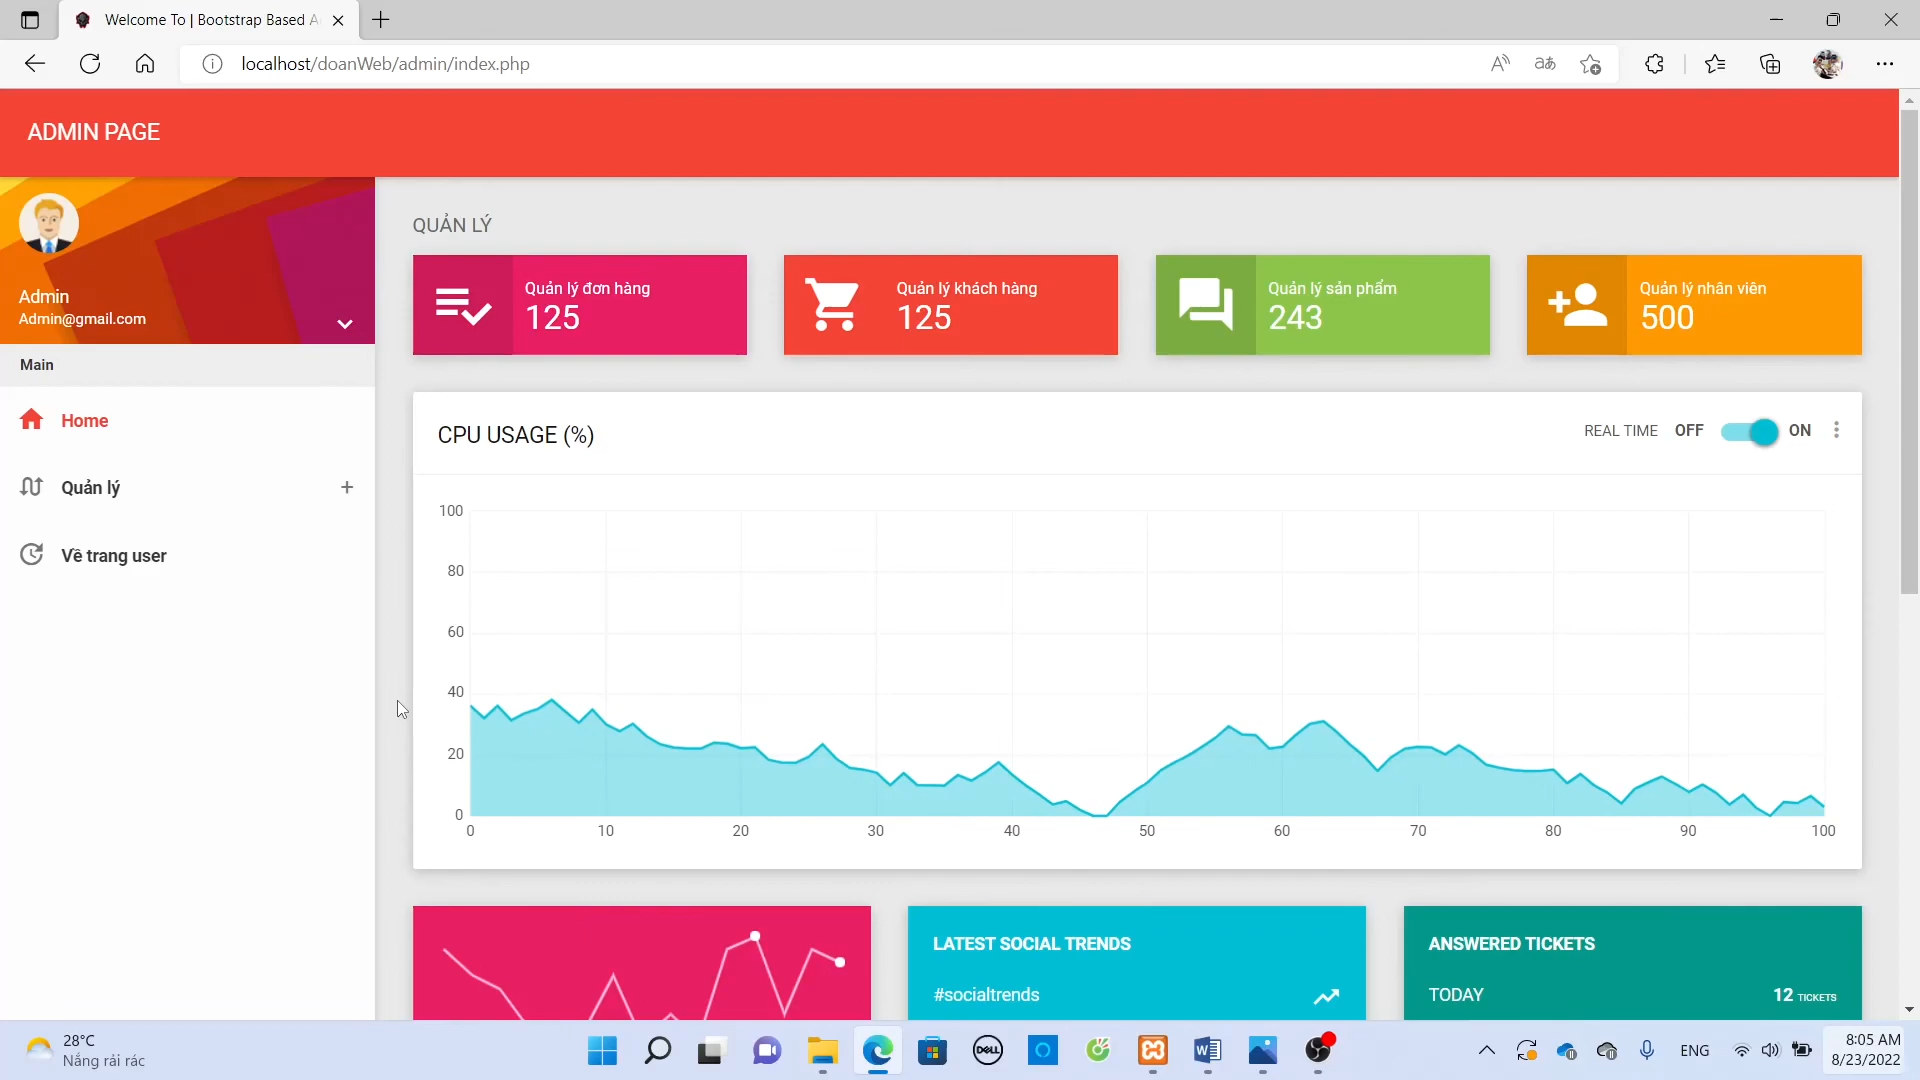 Welcome To | Bootstrap Based A
localhost/doanWeb/admin/index.php
ADMIN PAGE
Admin
Admin@gmail.com
Main
Home
Quản lý
Về trang user
QUẢN LÝ
Quản lý đơn hàng
125
Quản lý khách hàng
125
Quản lý sản phẩm
243
Quản lý nhân viên
500
CPU USAGE (%)
REAL TIME OFF ON
100
80
60
40
20
0
0 10 20 30 40 50 60 70 80 90 100
LATEST SOCIAL TRENDS
#socialtrends
ANSWERED TICKETS
TODAY 12 TICKETS
28°C
Nắng rải rác
DELL
ENG
8:05 AM
8/23/2022